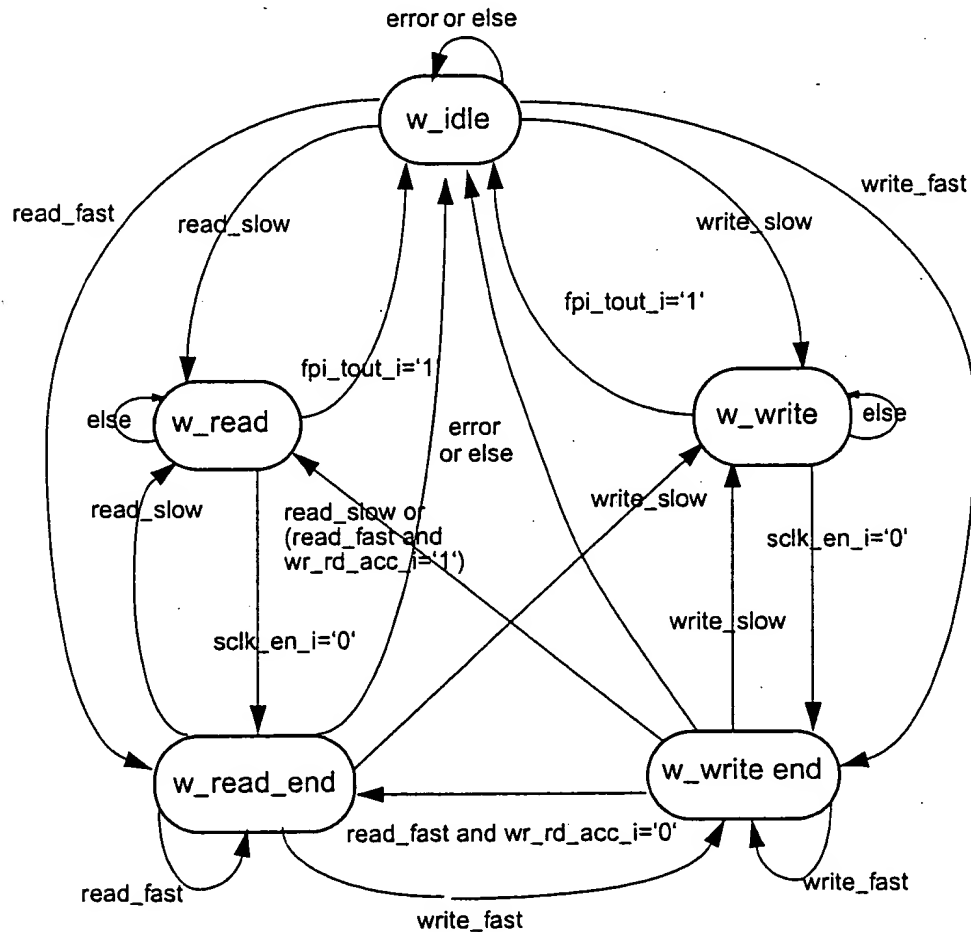 error or else
w_idle
read_fast
write_fast
read_slow
write_slow
fpi_tout_i='1'
fpi_tout_i='1'
else
w_read
w_write
else
error
or else
read_slow
write_slow
read_slow or
(read_fast and
wr_rd_acc_i='1')
sclk_en_i='0'
write_slow
sclk_en_i='0'
w_read_end
w_write end
read_fast and wr_rd_acc_i='0'
read_fast
write_fast
write_fast